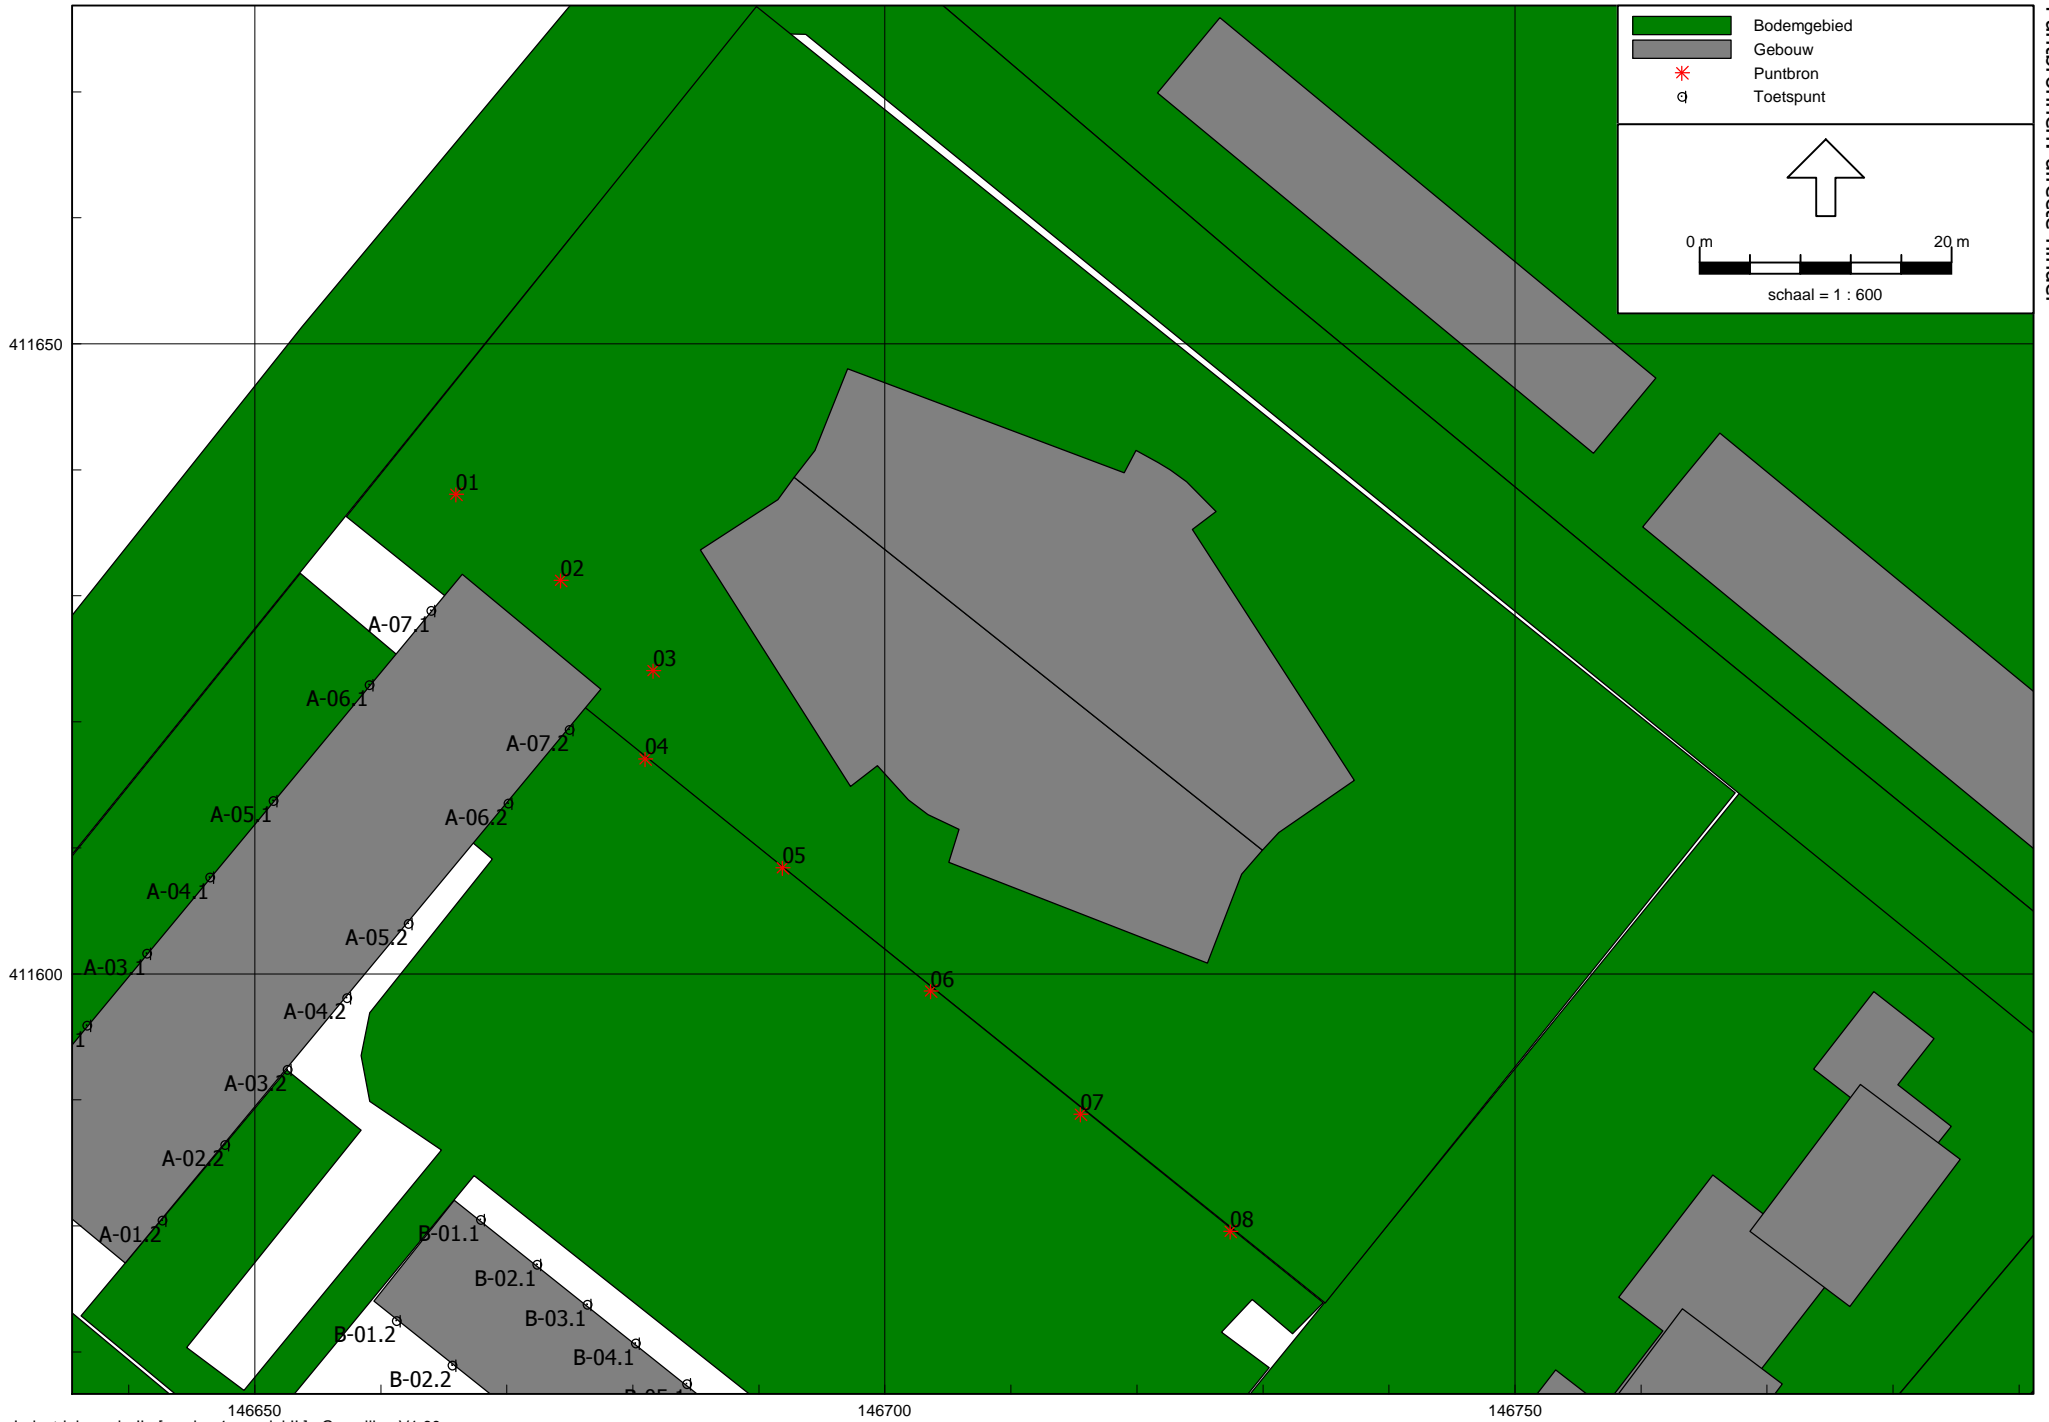 Bodemgebied
Gebouw
Puntbron
Toetspunt
0 m 20 m
schaal = 1 : 600
411650
411600
146650 146700 146750
01
02
03
04
05
06
07
08
A-07.1
A-06.1
A-07.2
A-05.1
A-06.2
A-04.1
A-05.2
A-03.1
A-04.2
1
A-03.2
A-02.2
A-01.2
B-01.1
B-02.1
B-03.1
B-01.2
B-04.1
B-02.2